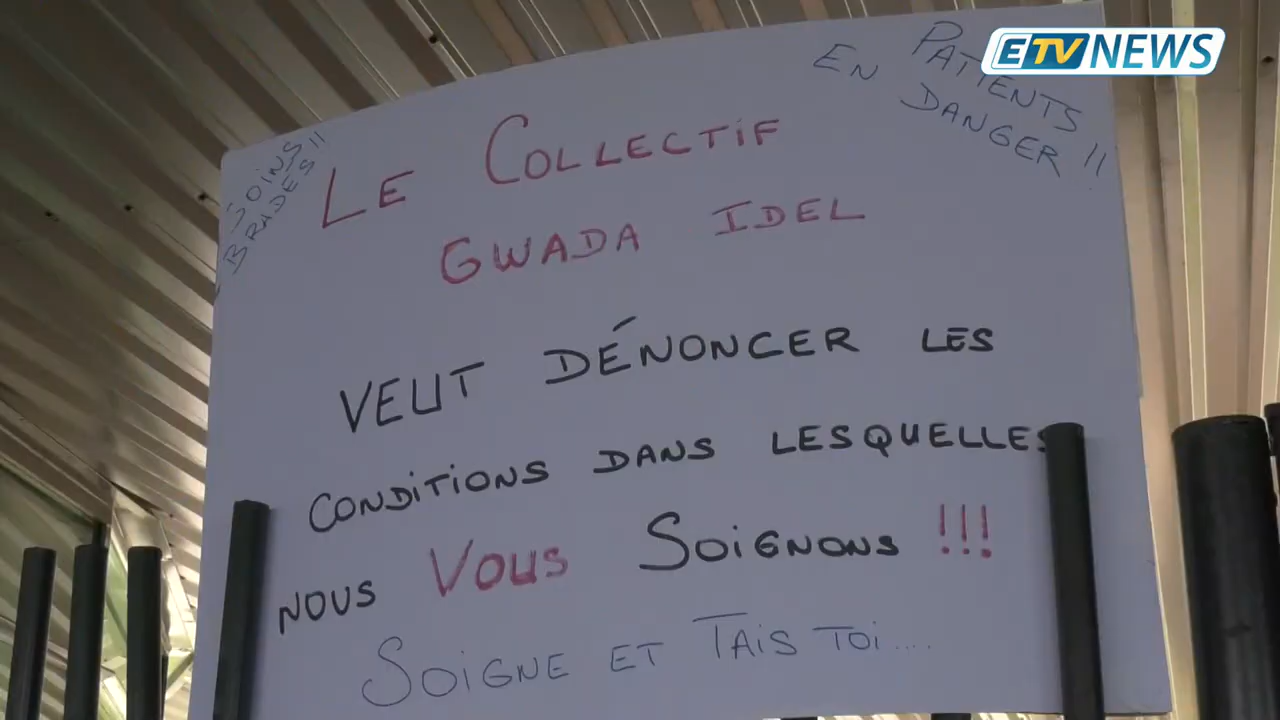 ETV NEWS
SOINS
BRADES !!
EN PATIENTS
DANGER !!
LE COLLECTIF
GWADA IDEL
VEUT DÉNONCER LES
CONDITIONS DANS LESQUELLES
NOUS VOUS SOIGNONS !!!
SOIGNE ET TAIS TOI....